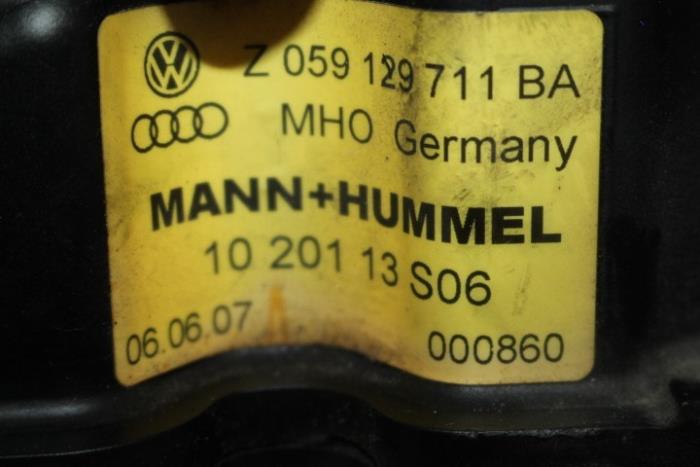 Z 059 129 711 BA
MHO Germany
MANN+HUMMEL
10 201 13 S06
06.06.07
000860